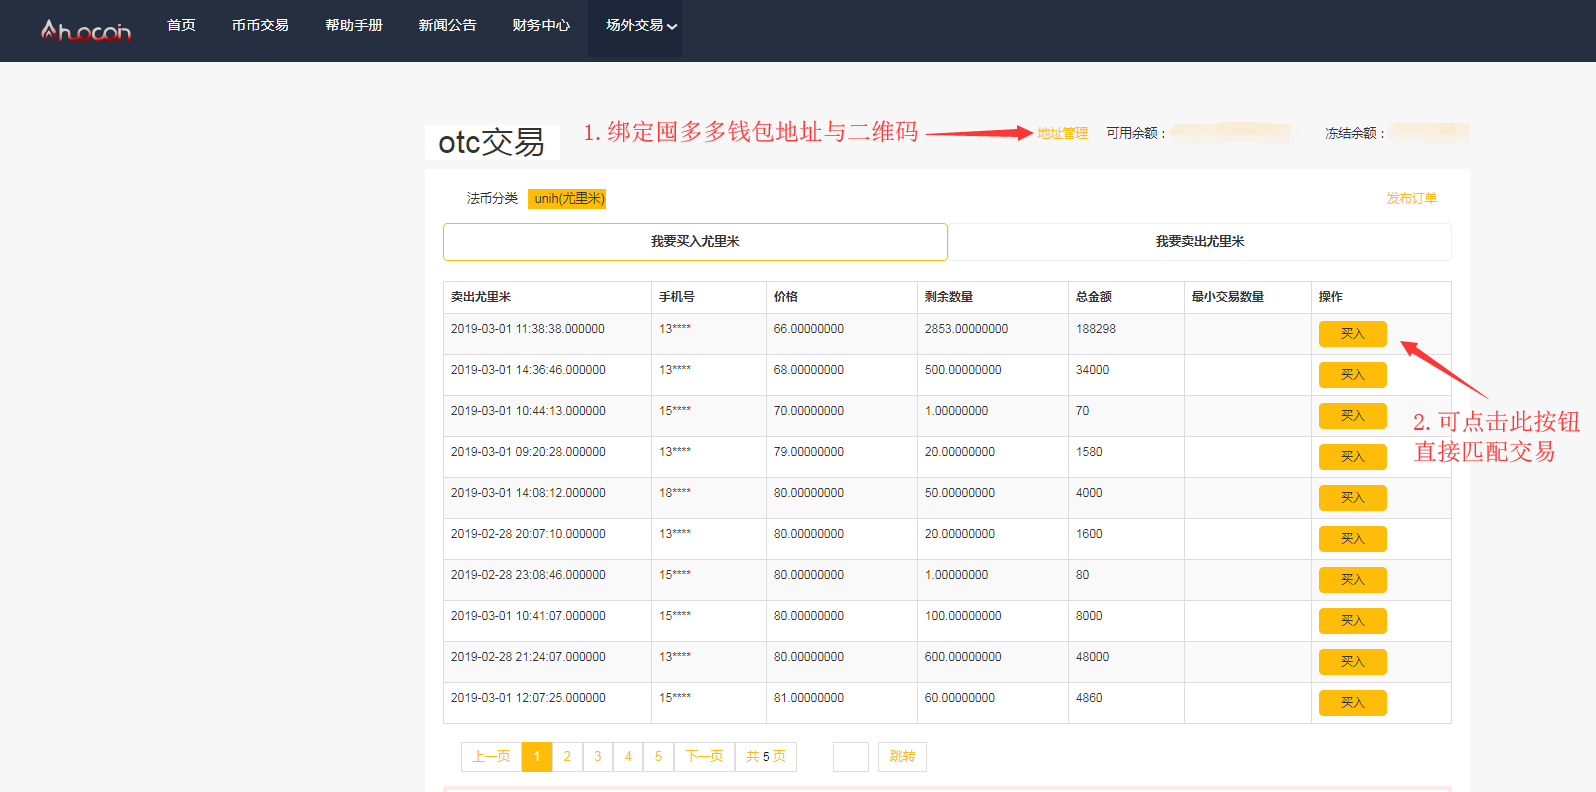 Ahuocoin 首页 币币交易 帮助手册 新闻公告 财务中心 场外交易
otc交易 1.绑定囤多多钱包地址与二维码 地址管理 可用余额： 冻结余额：
法币分类 unih(尤里米) 发布订单
我要买入尤里米 我要卖出尤里米
卖出尤里米 手机号 价格 剩余数量 总金额 最小交易数量 操作
2019-03-01 11:38:38.000000 13**** 66.00000000 2853.00000000 188298 买入
2019-03-01 14:36:46.000000 13**** 68.00000000 500.00000000 34000 买入
2019-03-01 10:44:13.000000 15**** 70.00000000 1.00000000 70 买入
2.可点击此按钮
直接匹配交易
2019-03-01 09:20:28.000000 13**** 79.00000000 20.00000000 1580 买入
2019-03-01 14:08:12.000000 18**** 80.00000000 50.00000000 4000 买入
2019-02-28 20:07:10.000000 13**** 80.00000000 20.00000000 1600 买入
2019-02-28 23:08:46.000000 15**** 80.00000000 1.00000000 80 买入
2019-03-01 10:41:07.000000 15**** 80.00000000 100.00000000 8000 买入
2019-02-28 21:24:07.000000 13**** 80.00000000 600.00000000 48000 买入
2019-03-01 12:07:25.000000 15**** 81.00000000 60.00000000 4860 买入
上一页 1 2 3 4 5 下一页 共 5 页 跳转